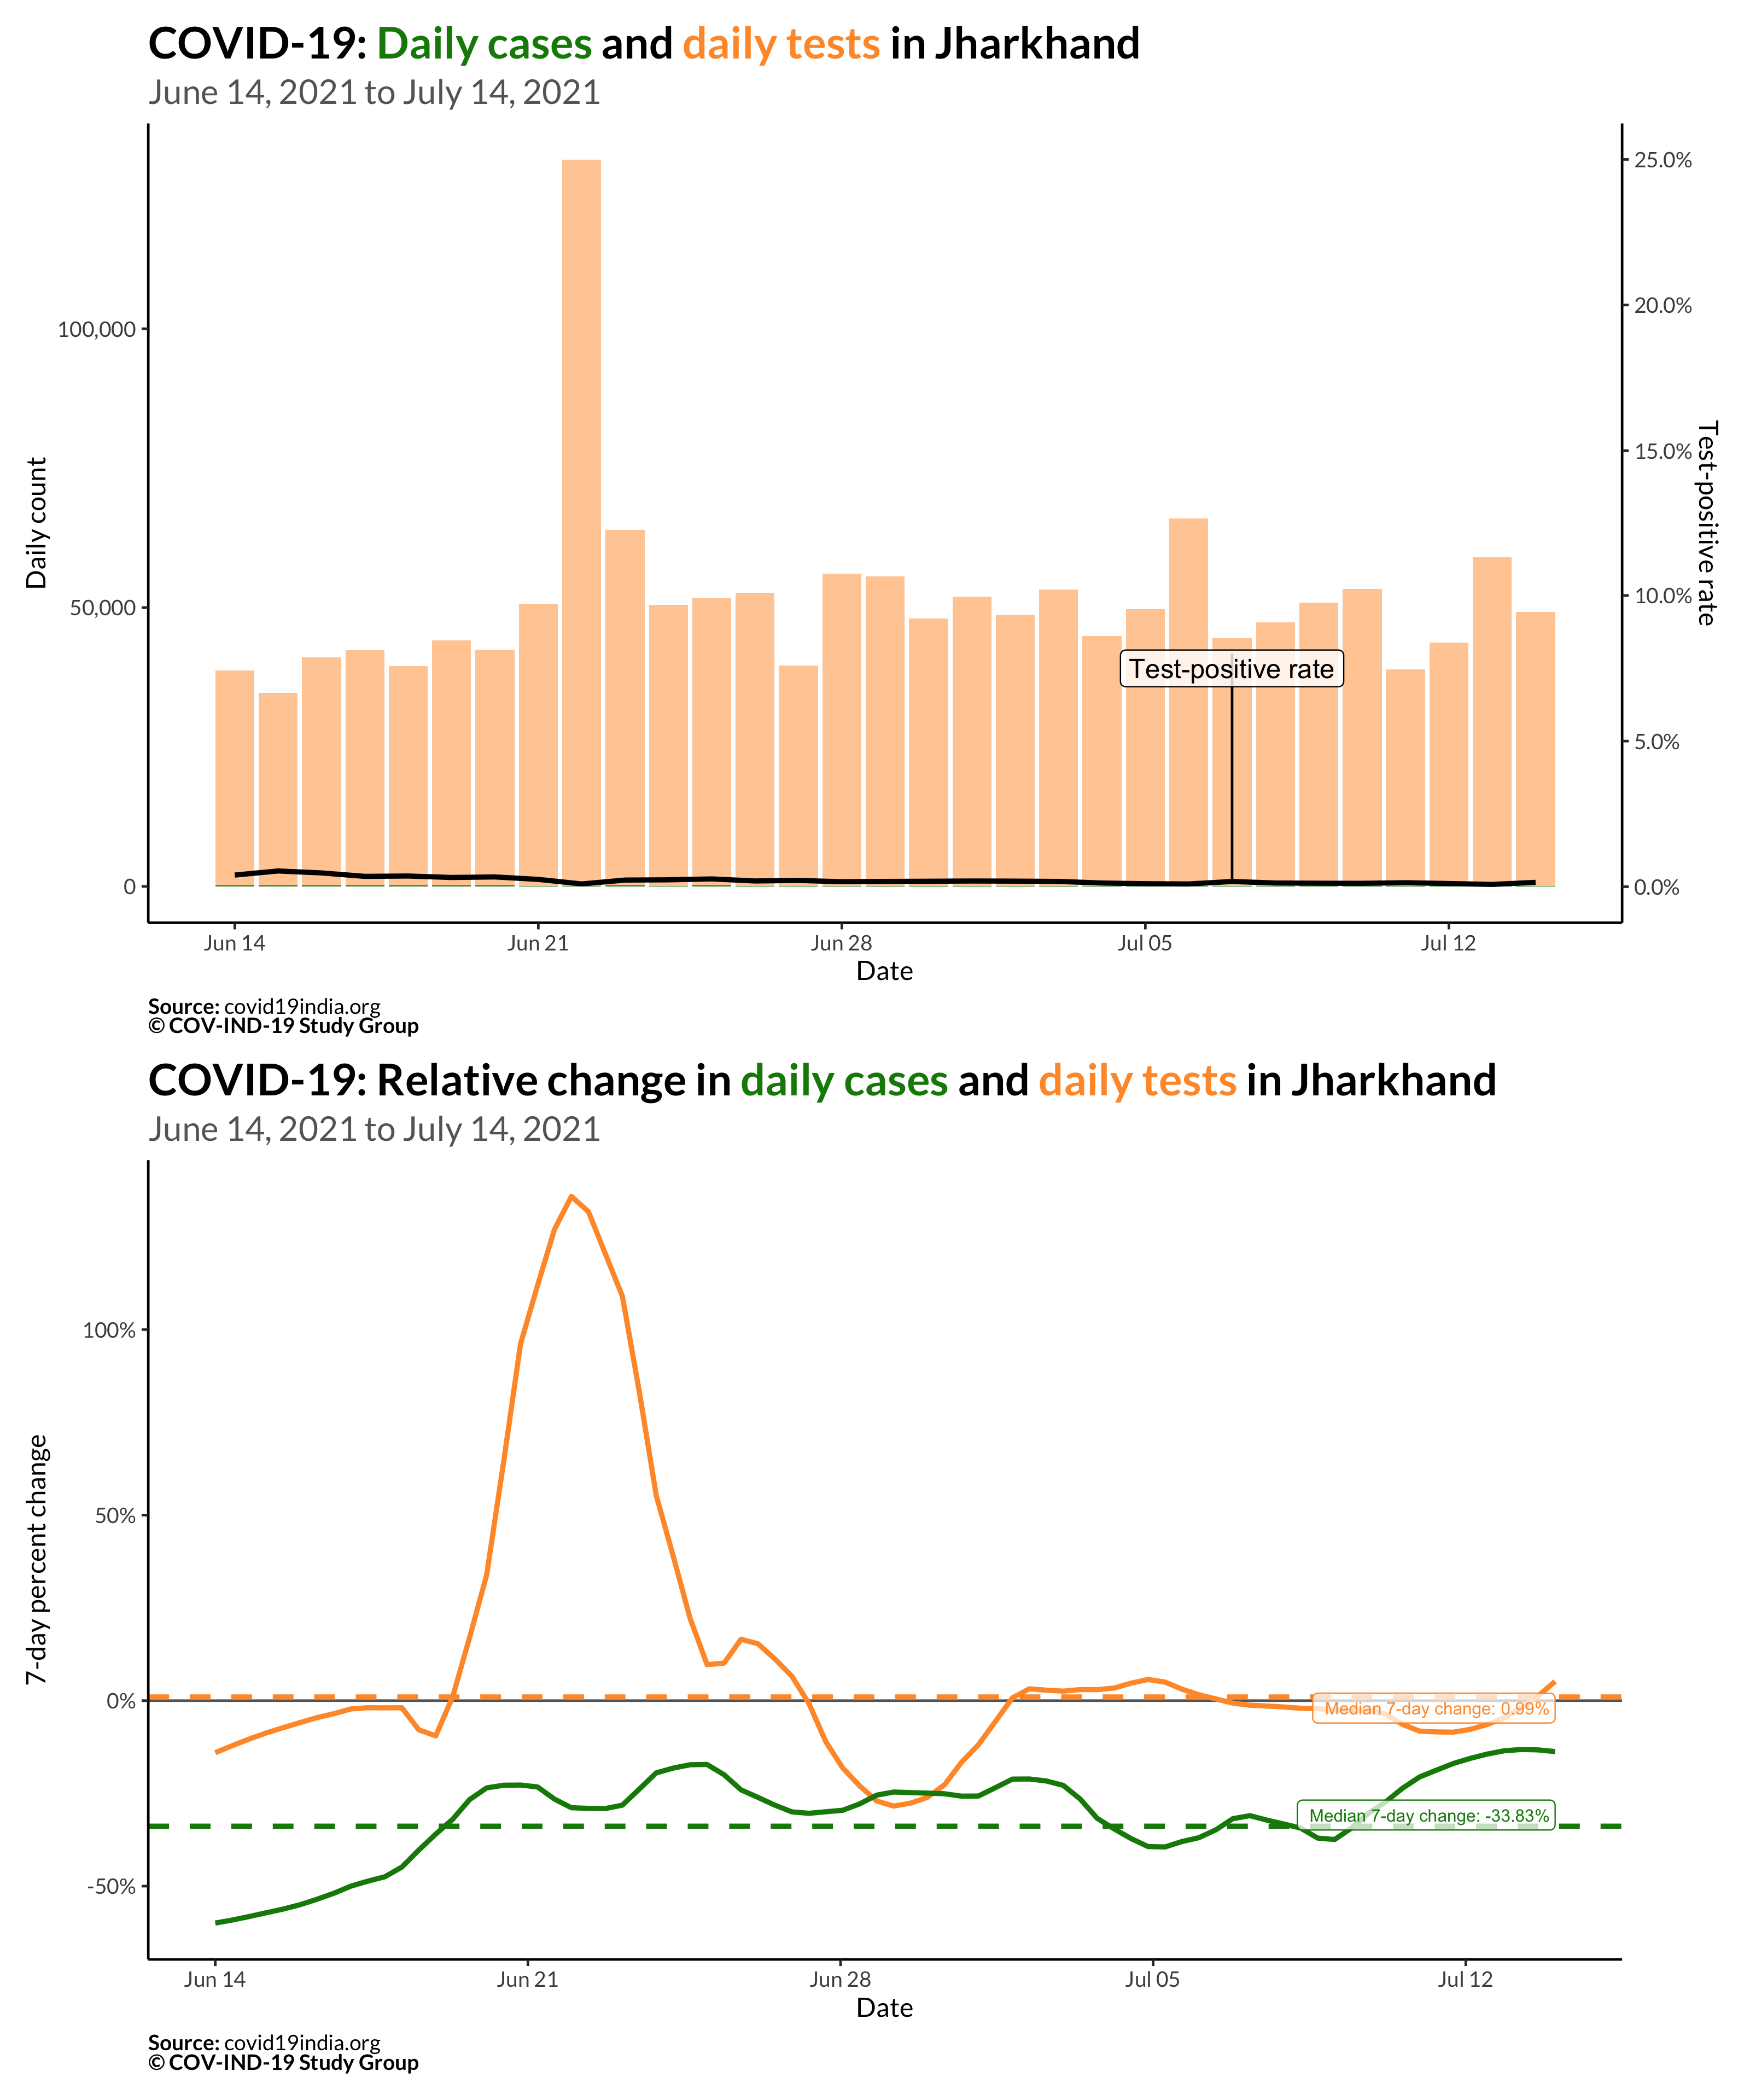 COVID-19: Daily cases and daily tests in Jharkhand
June 14, 2021 to July 14, 2021
Daily count
100,000
50,000
0
25.0%
20.0%
15.0%
10.0%
5.0%
0.0%
Test-positive rate
Test-positive rate
Jun 14
Jun 21
Jun 28
Jul 05
Jul 12
Date
Source: covid19india.org
© COV-IND-19 Study Group
COVID-19: Relative change in daily cases and daily tests in Jharkhand
June 14, 2021 to July 14, 2021
7-day percent change
100%
50%
0%
-50%
Median 7-day change: 0.99%
Median 7-day change: -33.83%
Jun 14
Jun 21
Jun 28
Jul 05
Jul 12
Date
Source: covid19india.org
© COV-IND-19 Study Group